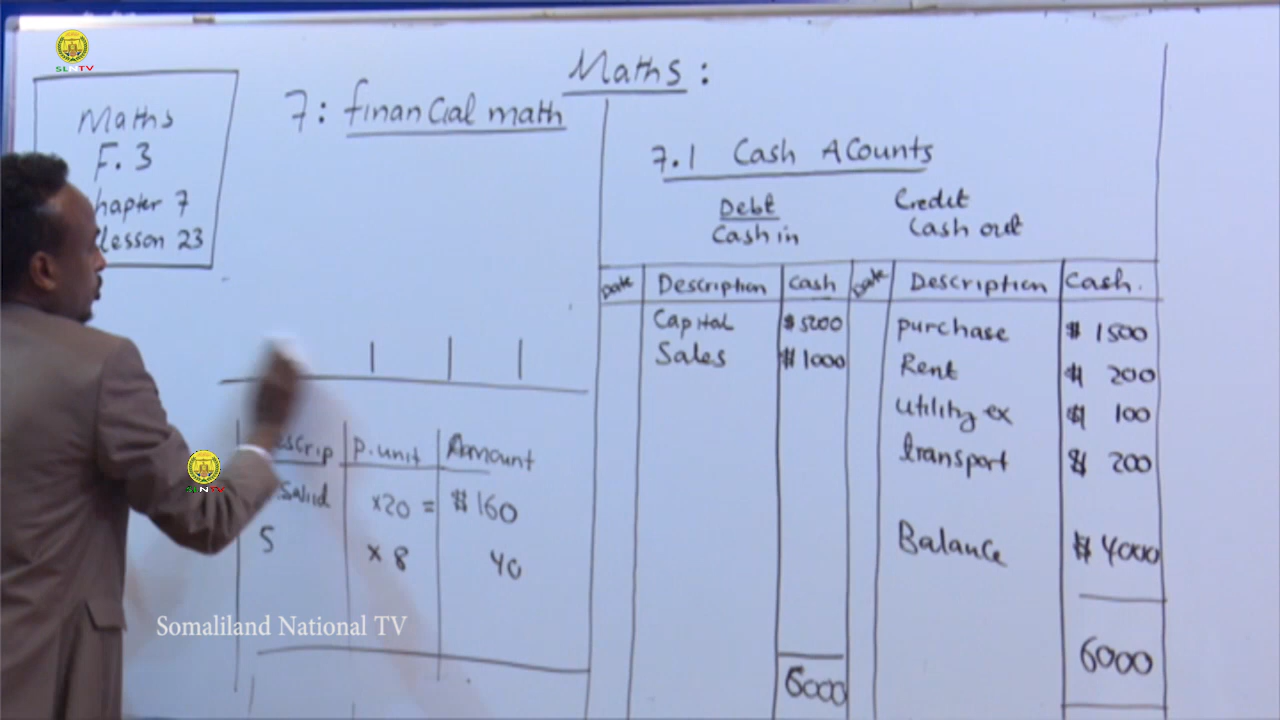 Maths:
SLNTV
Maths
F. 3
hapter 7
lesson 23
7: financial math
7.1 Cash Acounts
Debt
Cash in
Credit
Cash out
Date Description Cash Date Description Cash.
Capital $5200 purchase $ 1500
Sales $1000 Rent $ 200
Utility ex $ 100
transport $ 200
Balance $ 4000
6000 6000
escrip p.unit Amount
Salid x20 = $160
5 x 8 40
SLNTV
Somaliland National TV